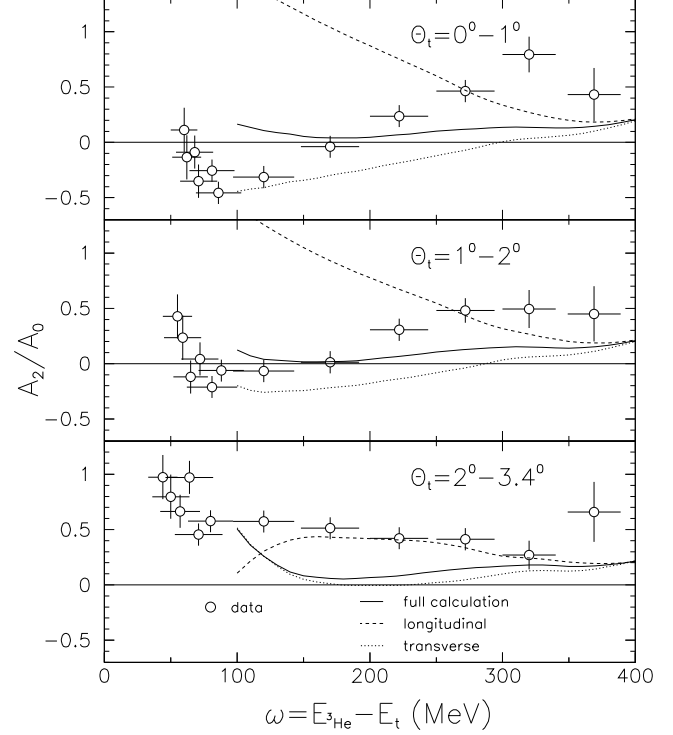 1
0.5
0
−0.5
Θt=0°−1°
1
0.5
0
−0.5
Θt=1°−2°
A2/A0
1
0.5
0
−0.5
Θt=2°−3.4°
data
full calculation
longitudinal
transverse
0 100 200 300 400
ω=E³He−Et (MeV)